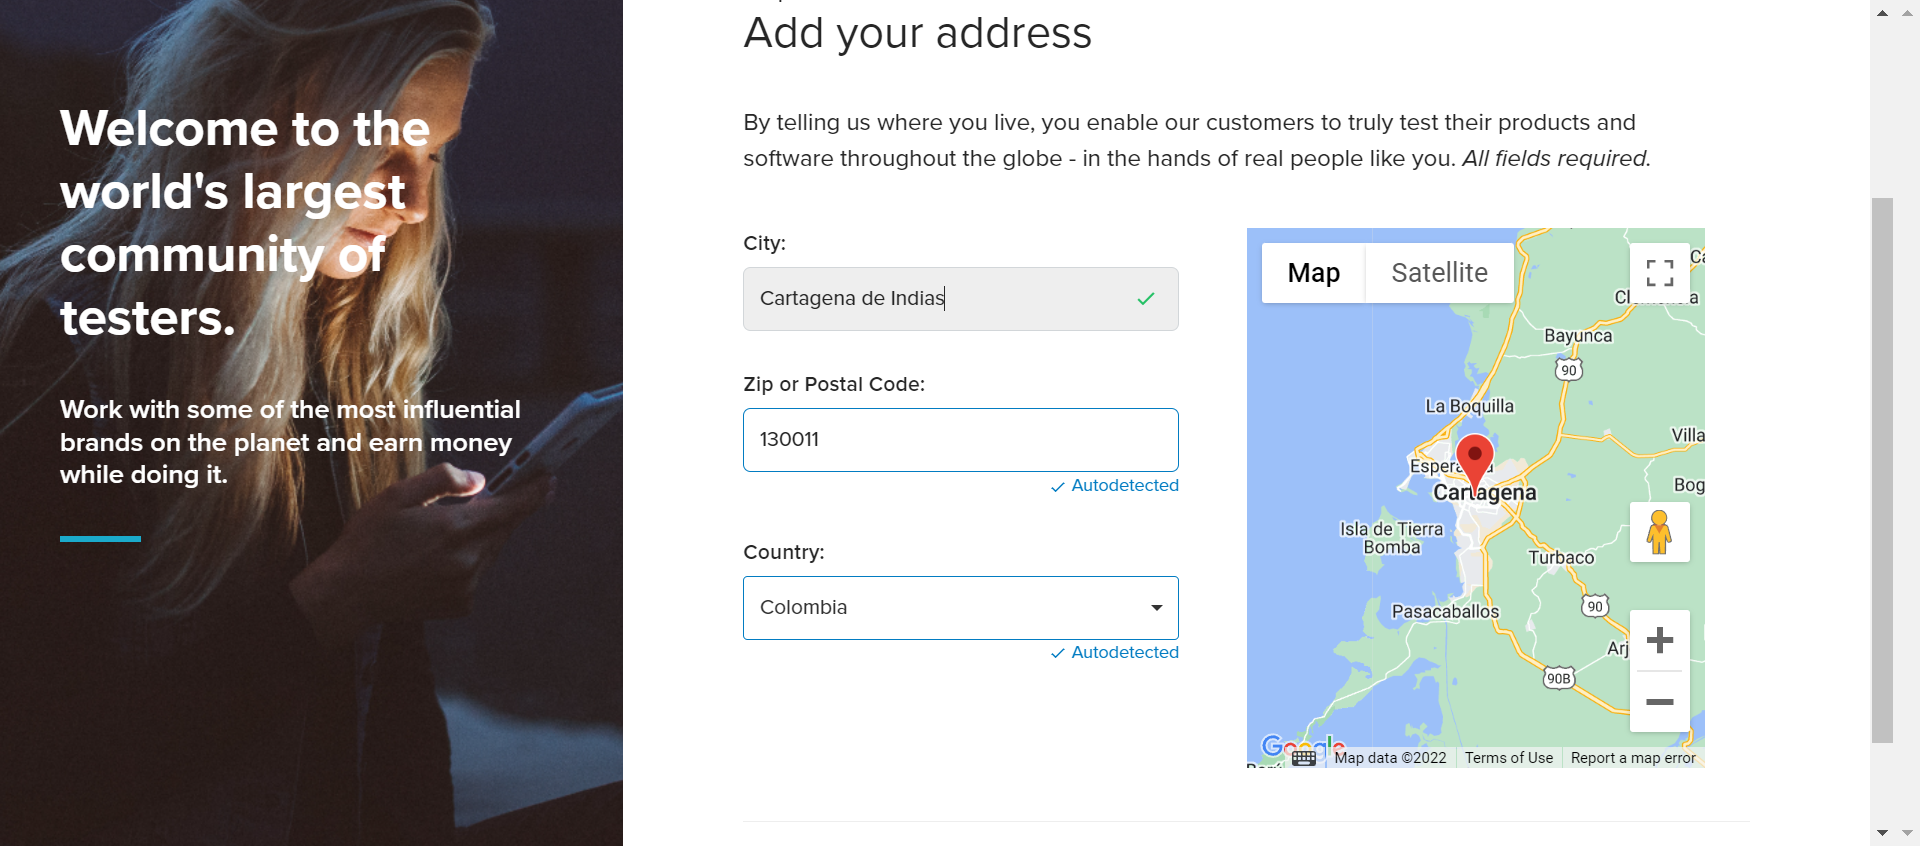 Welcome to the
world's largest
community of
testers.
Work with some of the most influential
brands on the planet and earn money
while doing it.
Add your address
By telling us where you live, you enable our customers to truly test their products and
software throughout the globe - in the hands of real people like you. All fields required.
City:
Cartagena de Indias
Zip or Postal Code:
130011
Autodetected
Country:
Colombia
Autodetected
Map
Satellite
Bayunca
90
La Boquilla
Villa
Cartagena
Bog
Isla de Tierra
Bomba
Turbaco
90
Pasacaballos
Arj
90B
Google
Map data ©2022
Terms of Use
Report a map error